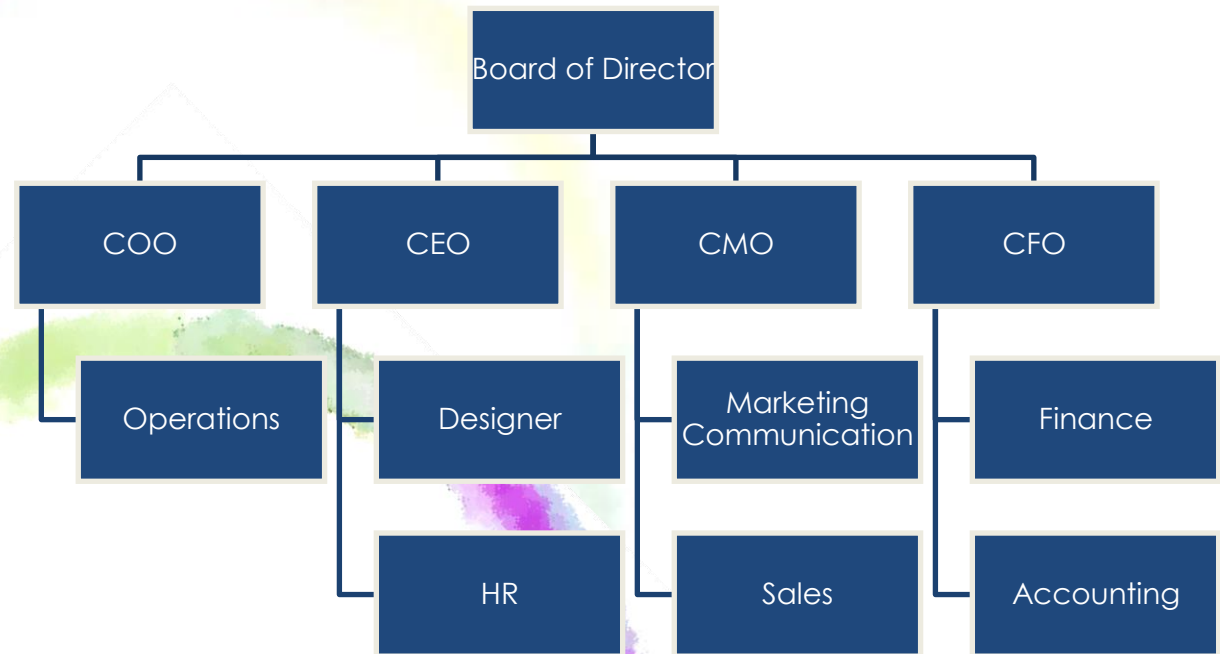 Board of Director
COO
CEO
CMO
CFO
Operations
Designer
Marketing
Communication
Finance
HR
Sales
Accounting